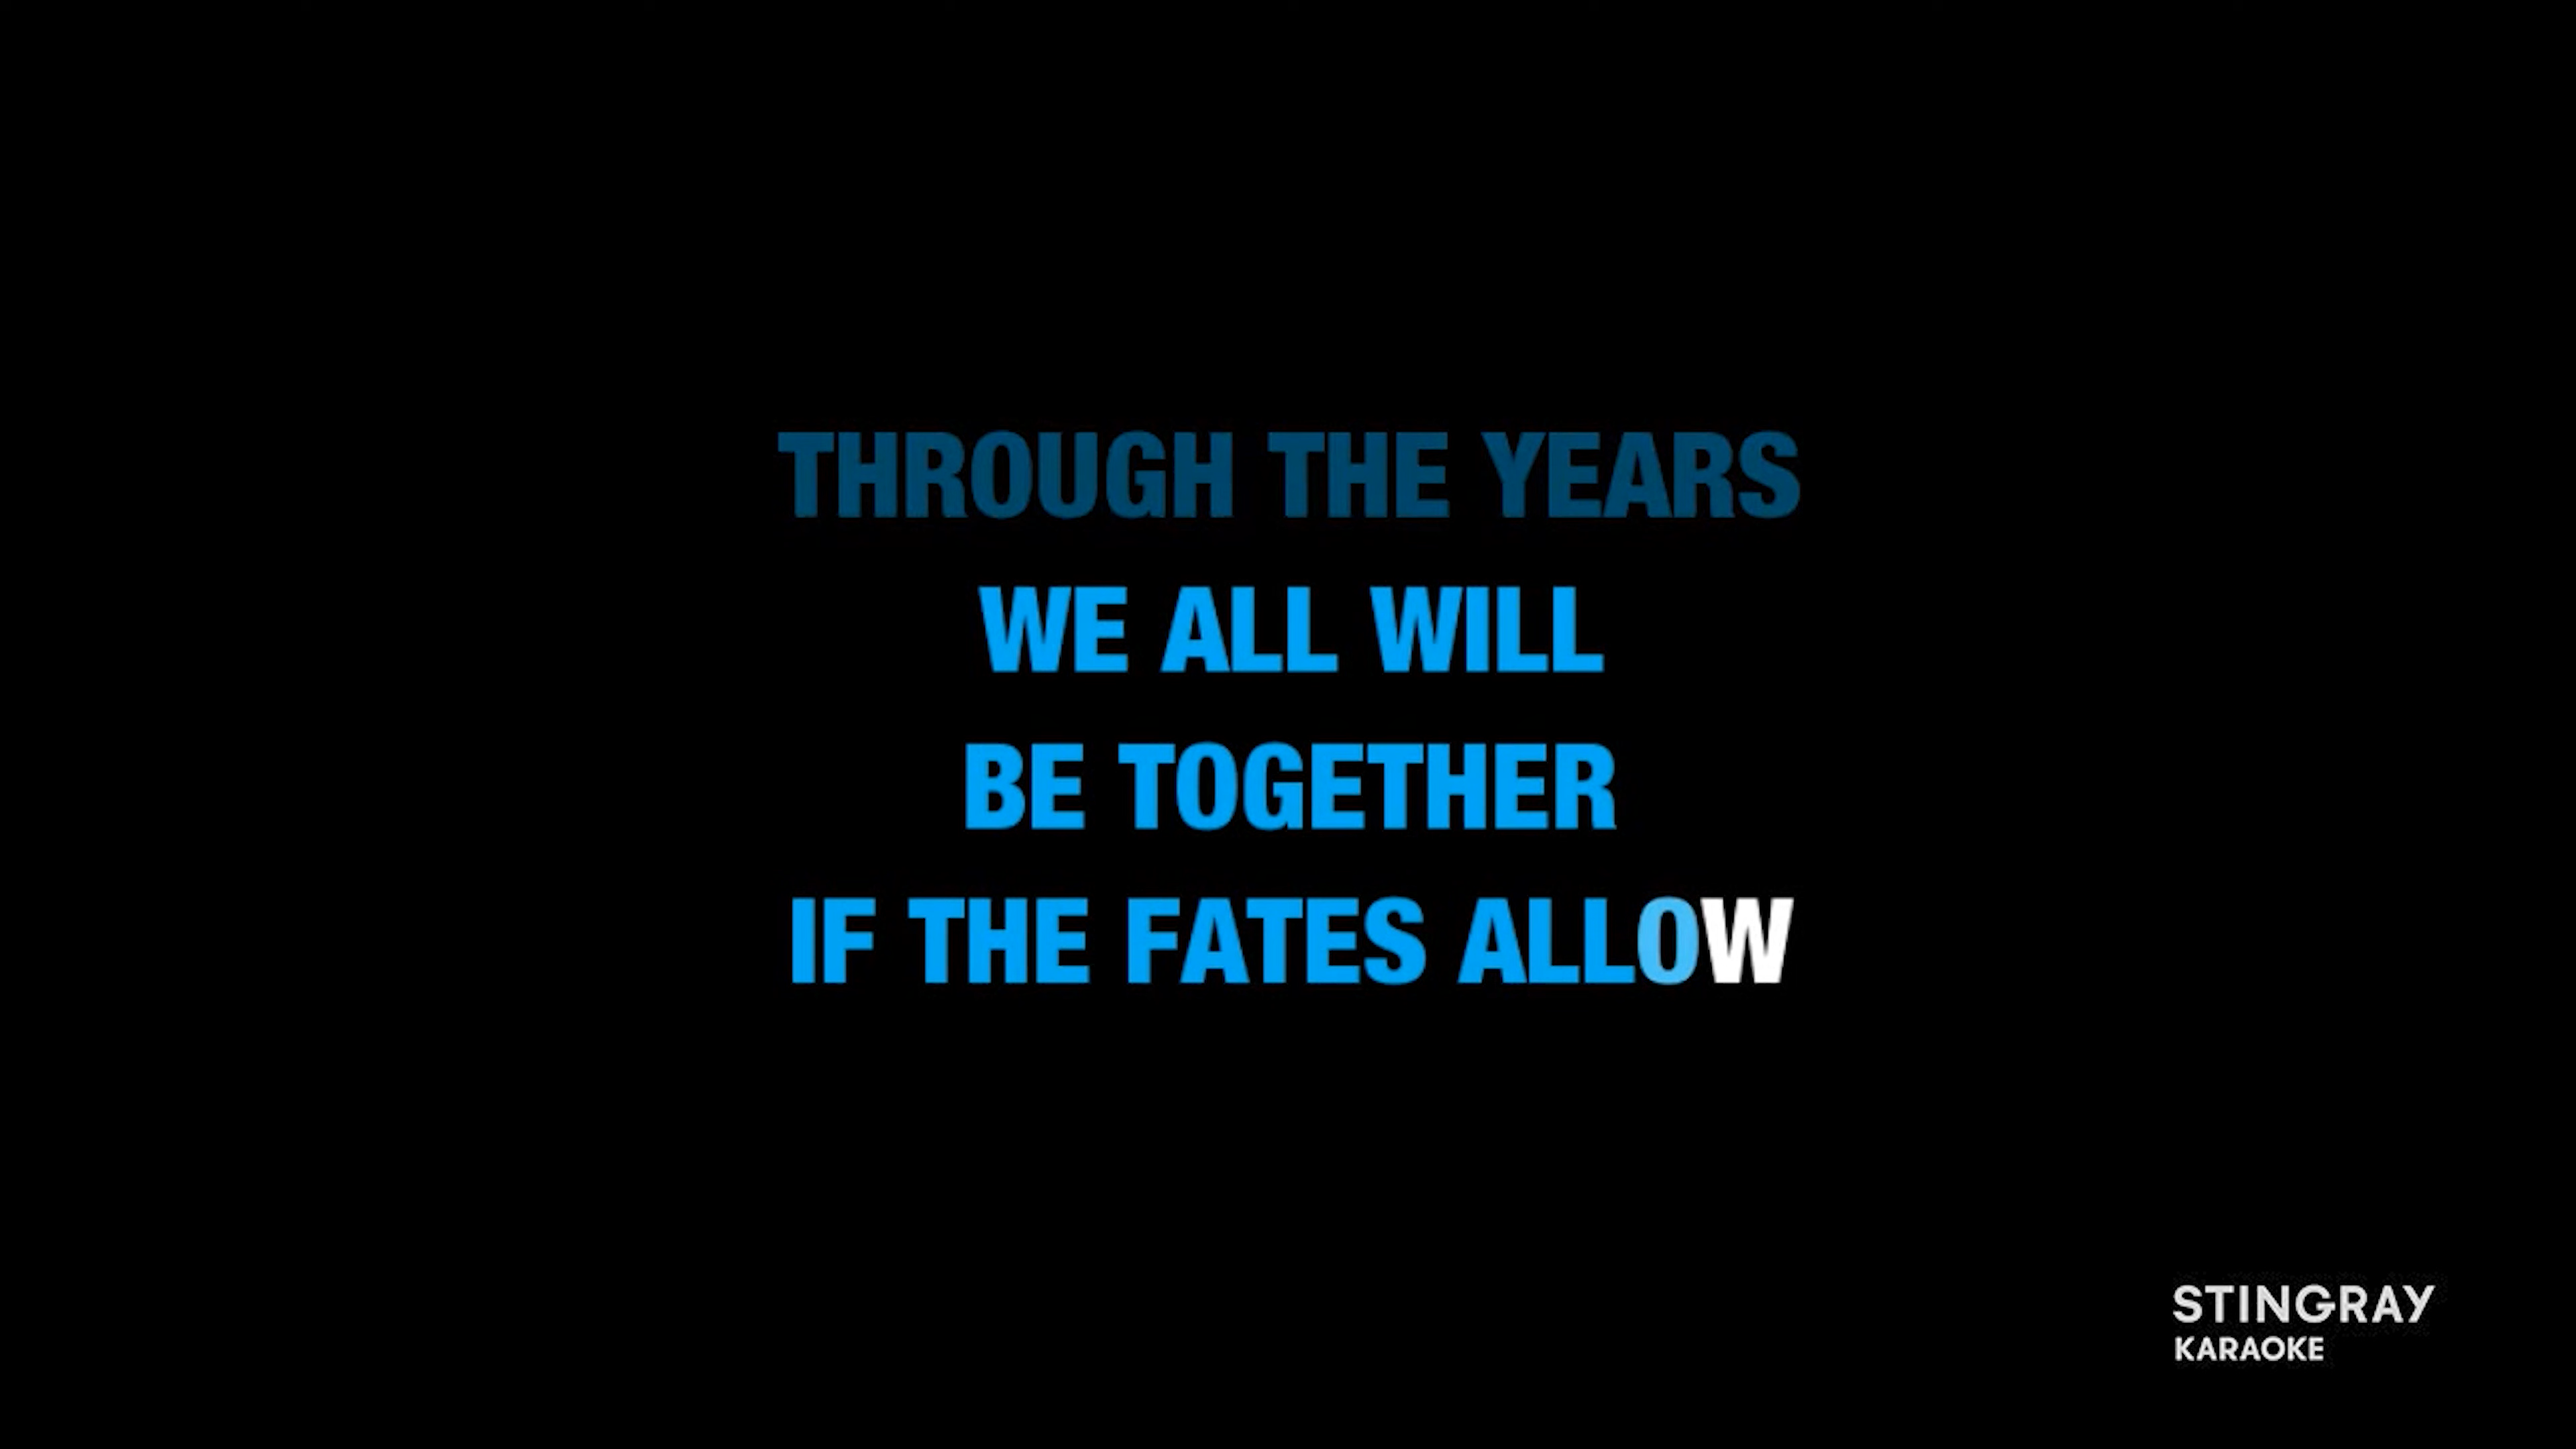 THROUGH THE YEARS
WE ALL WILL
BE TOGETHER
IF THE FATES ALLOW
STINGRAY
KARAOKE